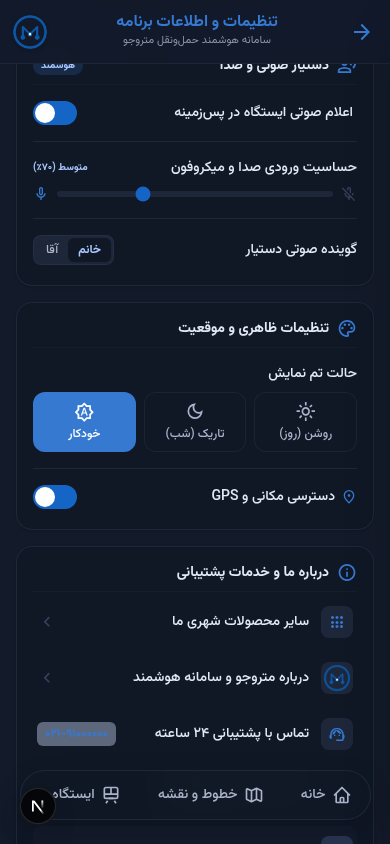 تنظیمات و اطلاعات برنامه
سامانه هوشمند حمل‌ونقل متروجو
دستیار صوتی و صدا
هوشمند
اعلام صوتی ایستگاه در پس‌زمینه
حساسیت ورودی صدا و میکروفون
متوسط (۷۰٪)
گوینده صوتی دستیار
خانم
آقا
تنظیمات ظاهری و موقعیت
حالت تم نمایش
روشن (روز)
تاریک (شب)
خودکار
دسترسی مکانی و GPS
درباره ما و خدمات پشتیبانی
سایر محصولات شهری ما
درباره متروجو و سامانه هوشمند
تماس با پشتیبانی ۲۴ ساعته
خانه
خطوط و نقشه
ایستگاه
N